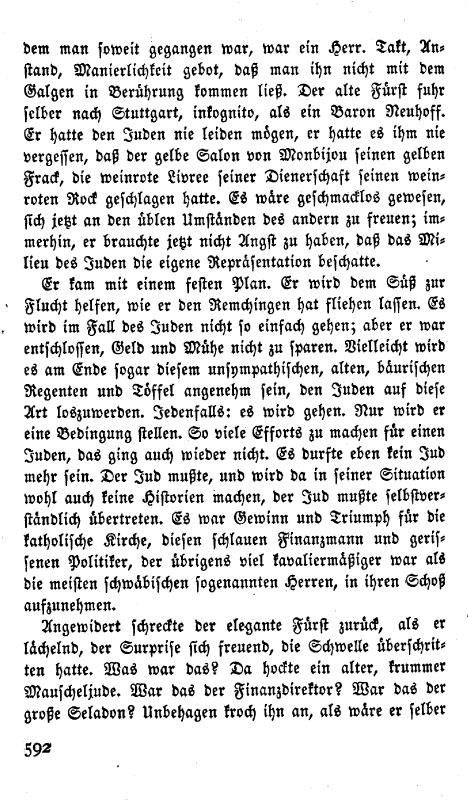 dem man soweit gegangen war, war ein Herr. Takt, An-
stand, Manierlichkeit gebot, daß man ihn nicht mit dem
Galgen in Berührung kommen ließ. Der alte Fürst fuhr
selber nach Stuttgart, inkognito, als ein Baron Neuhoff.
Er hatte den Juden nie leiden mögen, er hatte es ihm nie
vergessen, daß der gelbe Salon von Monbijou seinen gelben
Frack, die weinrote Livree seiner Dienerschaft seinen wein-
roten Rock geschlagen hatte. Es wäre geschmacklos gewesen,
sich jetzt an den üblen Umständen des andern zu freuen; im-
merhin, er brauchte jetzt nicht Angst zu haben, daß das Mi-
lieu des Juden die eigene Repräsentation beschatte.
Er kam mit einem festen Plan. Er wird dem Süß zur
Flucht helfen, wie er den Remchingen hat fliehen lassen. Es
wird im Fall des Juden nicht so einfach gehen; aber er war
entschlossen, Geld und Mühe nicht zu sparen. Vielleicht wird
es am Ende sogar diesem unsympathischen, alten, bäurischen
Regenten und Töffel angenehm sein, den Juden auf diese
Art loszuwerden. Jedenfalls: es wird gehen. Nur wird er
eine Bedingung stellen. So viele Efforts zu machen für einen
Juden, das ging auch wieder nicht. Es durfte eben kein Jud
mehr sein. Der Jud mußte, und wird da in seiner Situation
wohl auch keine Historien machen, der Jud mußte selbstver-
ständlich übertreten. Es war Gewinn und Triumph für die
katholische Kirche, diesen schlauen Finanzmann und geris-
senen Politiker, der übrigens viel kavaliermäßiger war als
die meisten schwäbischen sogenannten Herren, in ihren Schoß
aufzunehmen.
Angewidert schreckte der elegante Fürst zurück, als er
lächelnd, der Surprise sich freuend, die Schwelle überschrit-
ten hatte. Was war das? Da hockte ein alter, krummer
Mauscheljude. War das der Finanzdirektor? War das der
große Seladon? Unbehagen kroch ihn an, als wäre er selber
592